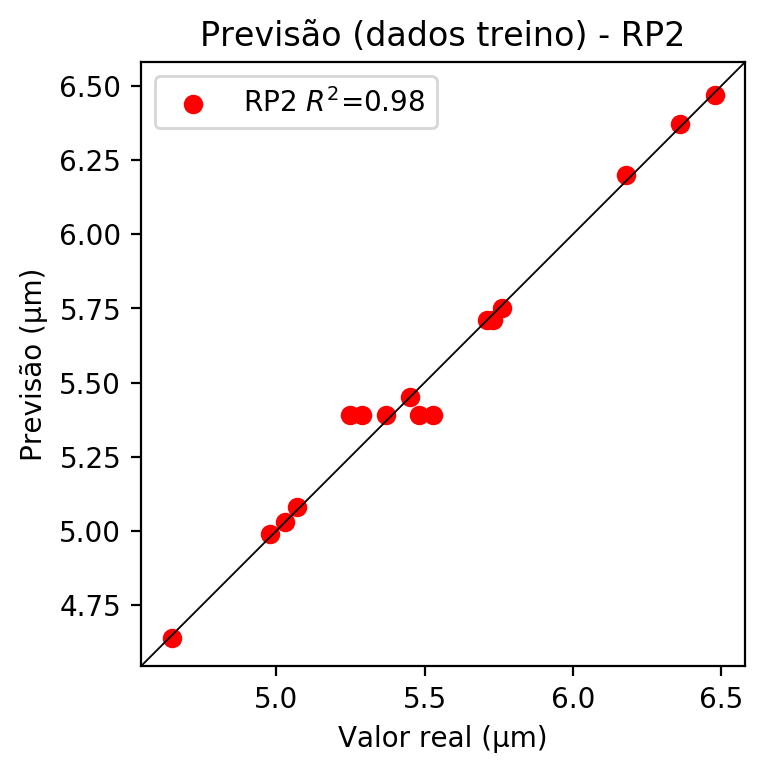 Previsão (dados treino) - RP2
RP2 R²=0.98
6.50
6.25
6.00
5.75
5.50
5.25
5.00
4.75
Previsão (μm)
5.0 5.5 6.0 6.5
Valor real (μm)